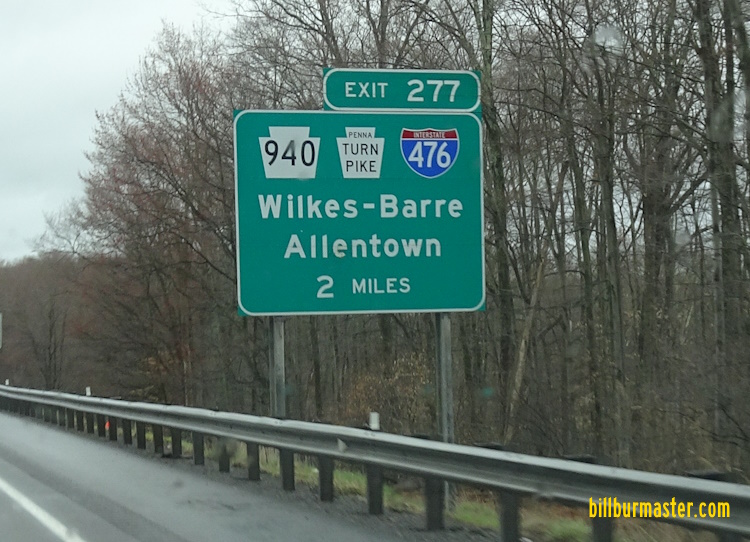 EXIT 277
940 PENNA TURN PIKE INTERSTATE 476
Wilkes-Barre
Allentown
2 MILES
billburmaster.com